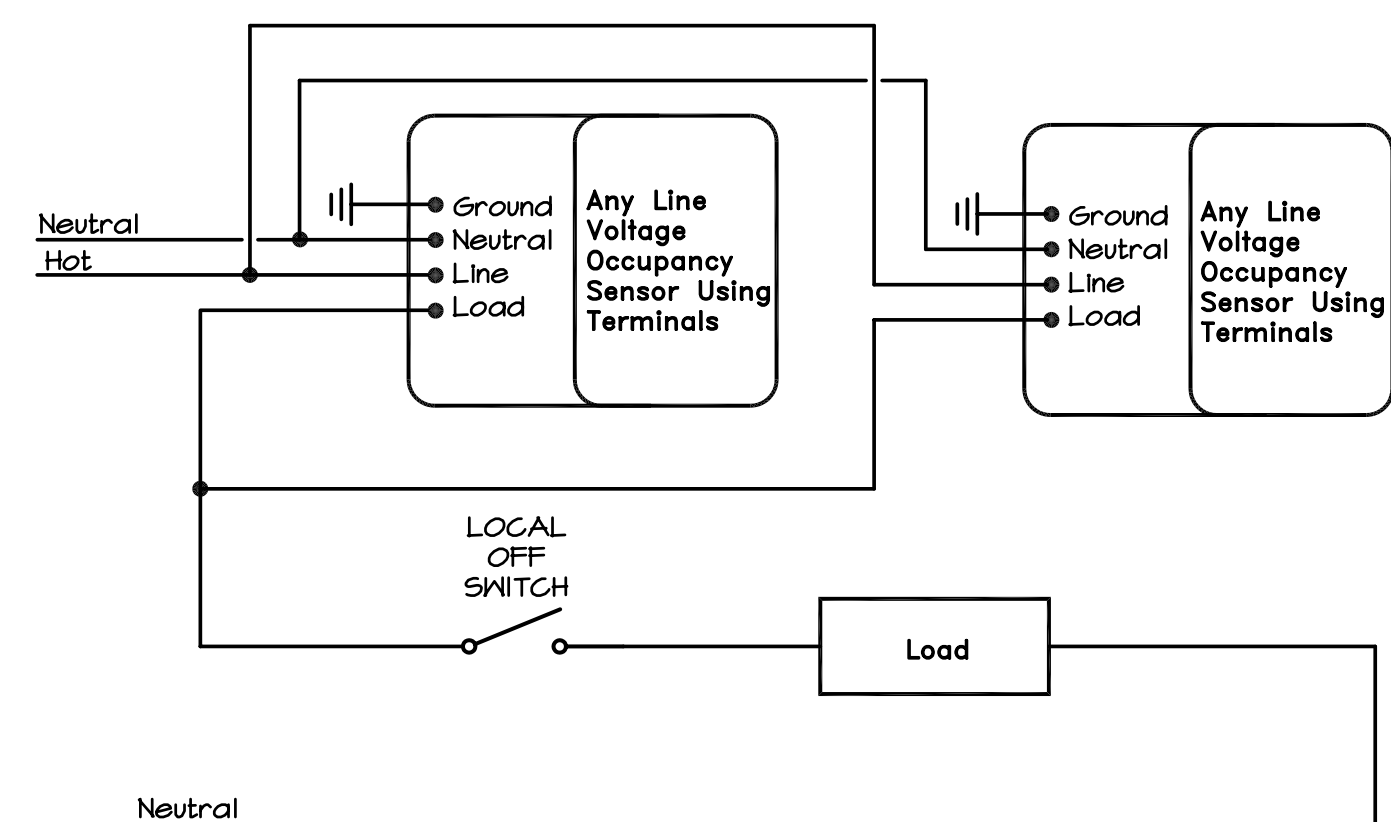 Neutral
Hot
Ground
Neutral
Line
Load
Any Line
Voltage
Occupancy
Sensor Using
Terminals
Ground
Neutral
Line
Load
Any Line
Voltage
Occupancy
Sensor Using
Terminals
LOCAL
OFF
SWITCH
Load
Neutral